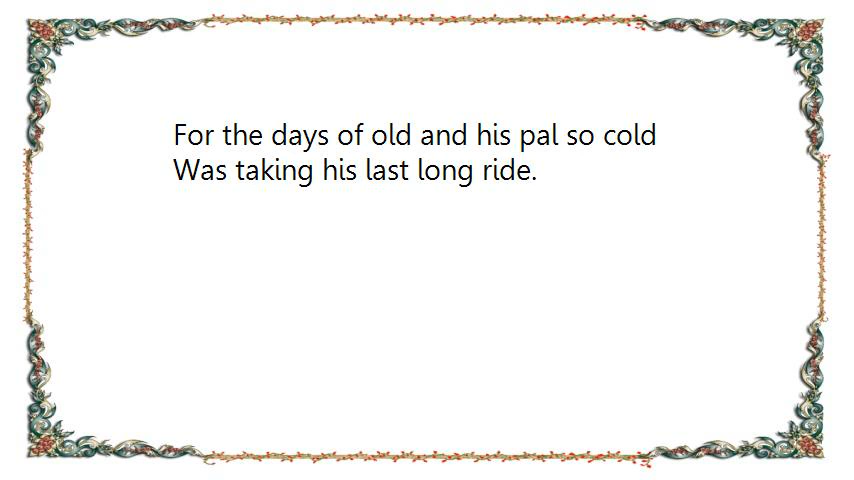 For the days of old and his pal so cold
Was taking his last long ride.